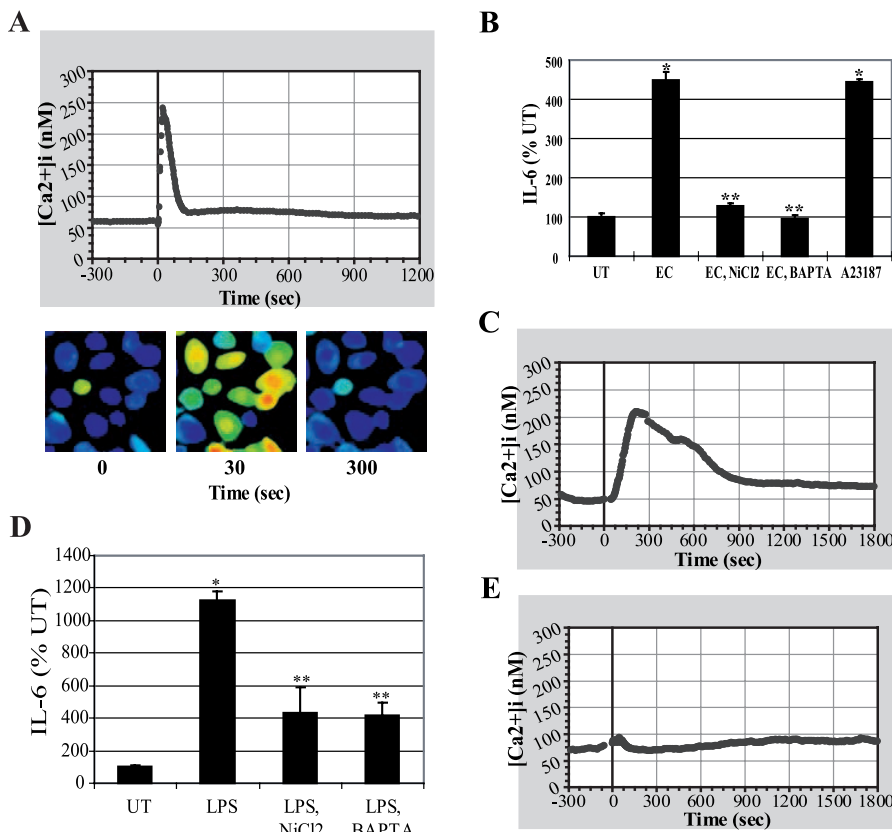 A
[Ca2+]i (nM)
300
250
200
150
100
50
0
-300 0 300 600 900 1200
Time (sec)
0 30 300
Time (sec)
B
IL-6 (% UT)
500
400
300
200
100
0
* ** ** *
UT EC EC, NiCl2 EC, BAPTA A23187
C
[Ca2+]i (nM)
300
250
200
150
100
50
0
-300 0 300 600 900 1200 1500 1800
Time (sec)
D
IL-6 (% UT)
1400
1200
1000
800
600
400
200
0
* ** **
UT LPS LPS, NiCl2 LPS, BAPTA
E
[Ca2+]i (nM)
300
250
200
150
100
50
0
-300 0 300 600 900 1200 1500 1800
Time (sec)